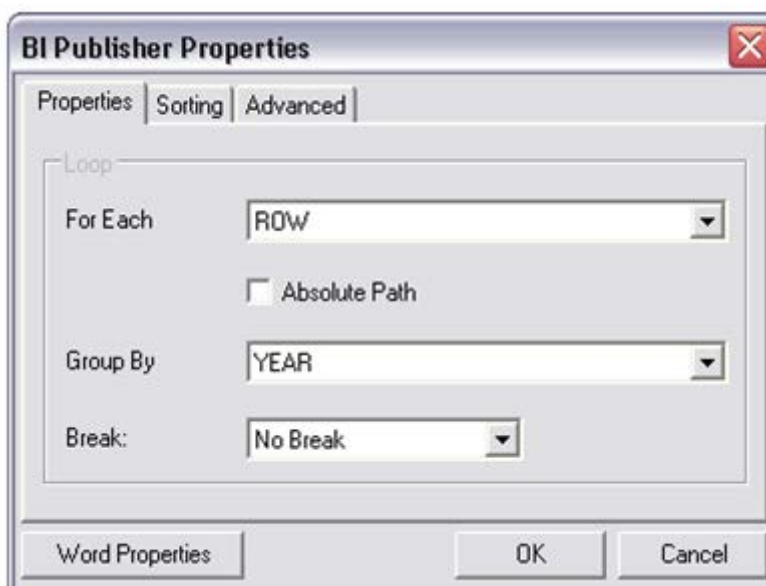 BI Publisher Properties
Properties Sorting Advanced
Loop
For Each ROW
Absolute Path
Group By YEAR
Break: No Break
Word Properties OK Cancel